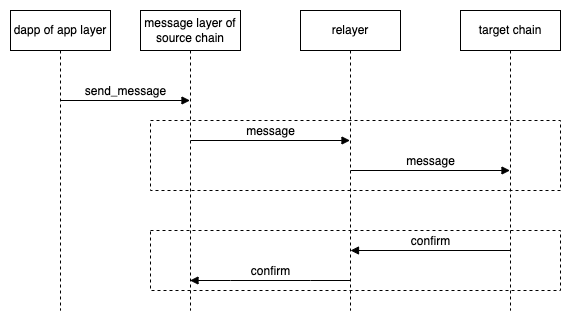 dapp of app layer
message layer of
source chain
relayer
target chain
send_message
message
message
confirm
confirm